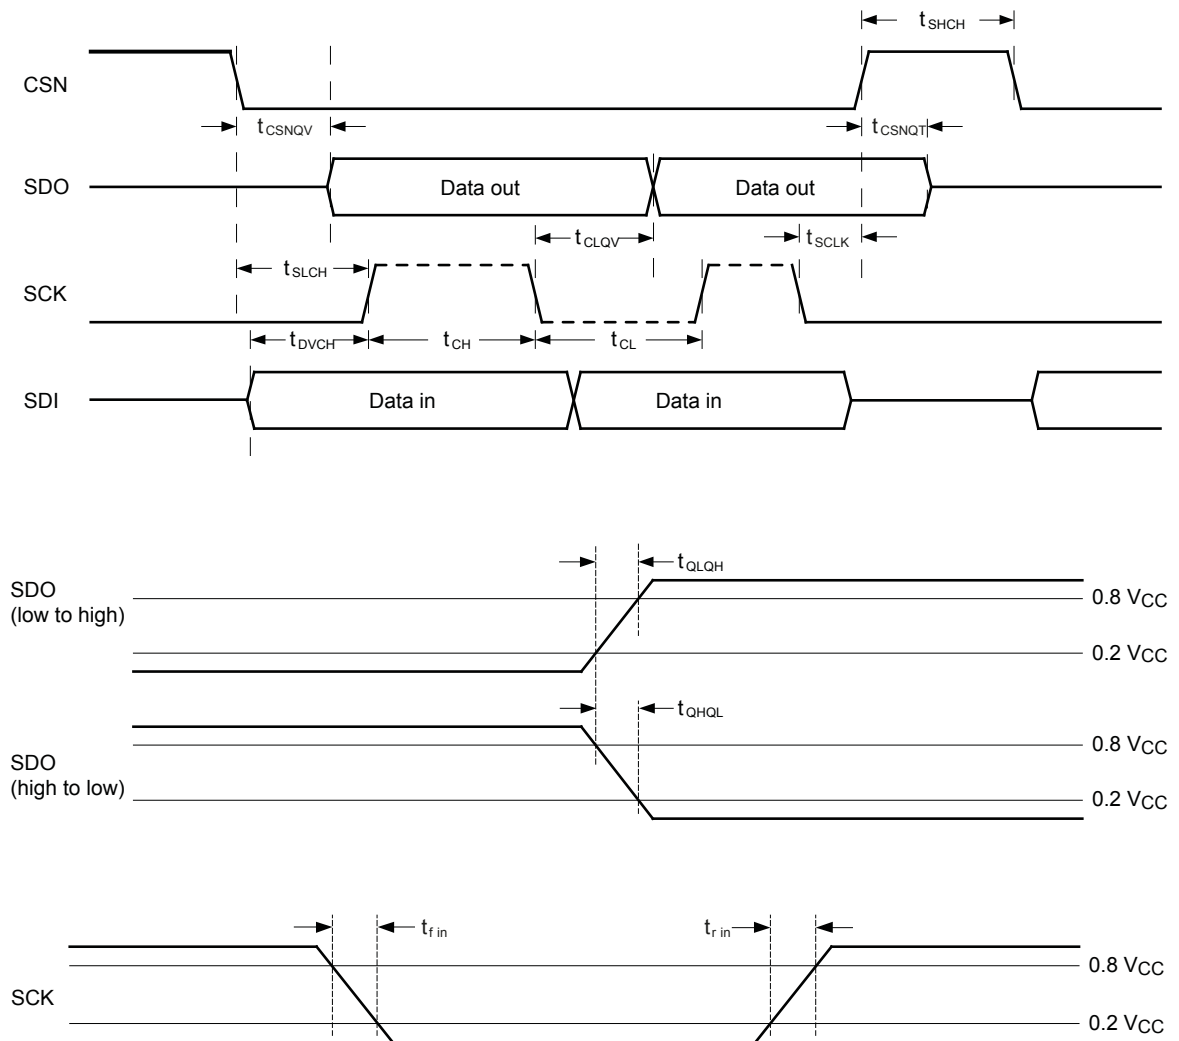 tSHCH
CSN
tCSNQV
tCSNQT
SDO
Data out
Data out
tCLQV
tSCLK
tSLCH
SCK
tDVCH
tCH
tCL
SDI
Data in
Data in
tQLQH
SDO
(low to high)
0.8 VCC
0.2 VCC
tQHQL
SDO
(high to low)
0.8 VCC
0.2 VCC
tf in
tr in
SCK
0.8 VCC
0.2 VCC